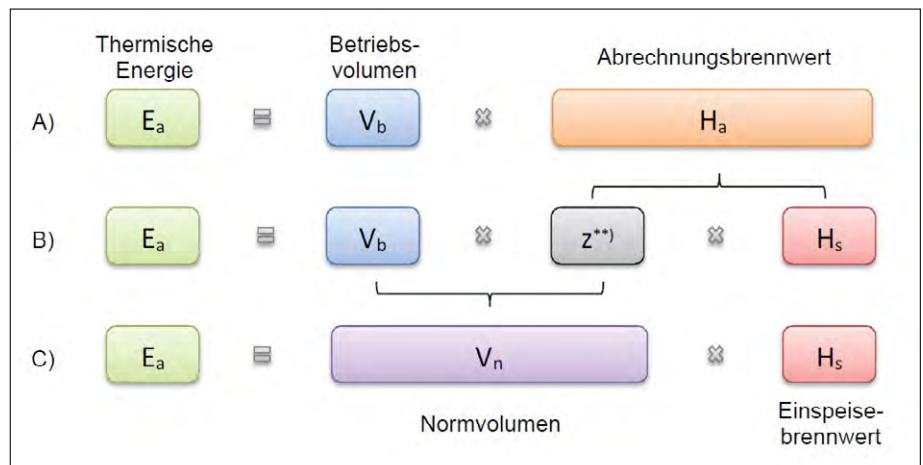 Thermische
Energie
Betriebs-
volumen
Abrechnungsbrennwert
A) Ea = Vb × Ha
B) Ea = Vb × z**) × Hs
C) Ea = Vn × Hs
Normvolumen
Einspeise-
brennwert